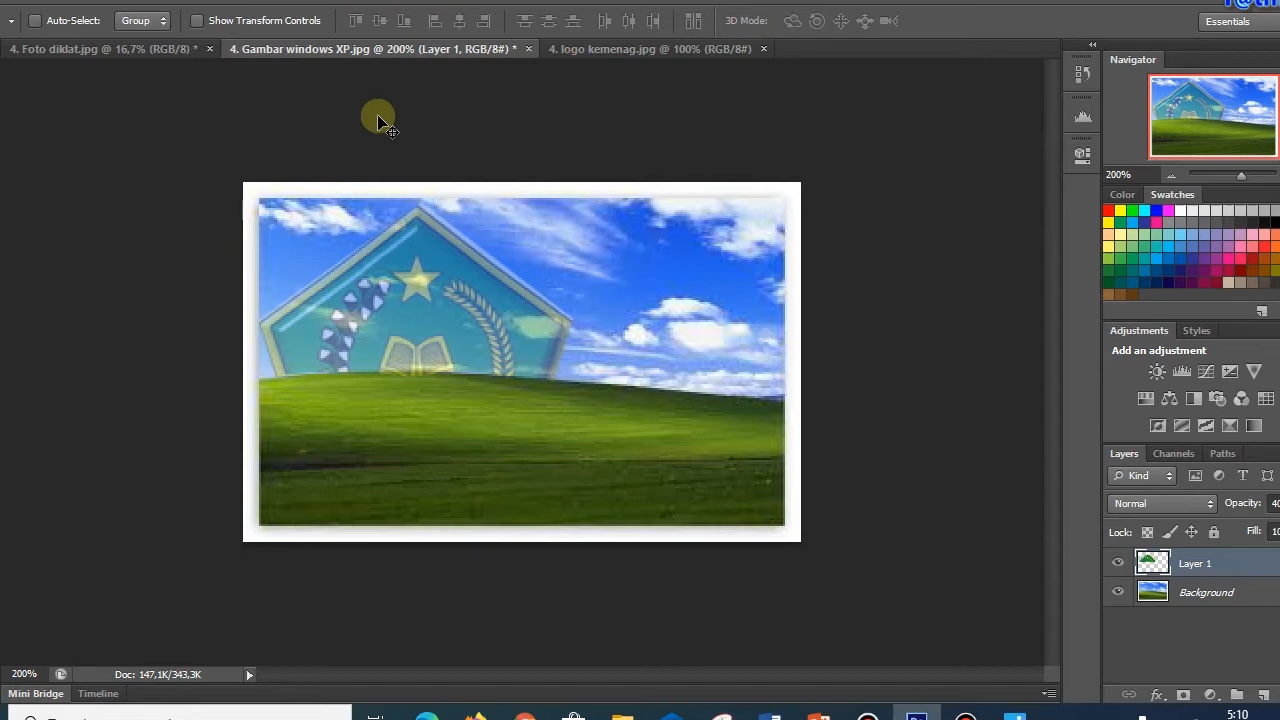 Auto-Select:
Group
Show Transform Controls
3D Mode:
Essentials
4. Foto diklat.jpg @ 16,7% (RGB/8) *
4. Gambar windows XP.jpg @ 200% (Layer 1, RGB/8#) *
4. logo kemenag.jpg @ 100% (RGB/8#)
Navigator
200%
Color
Swatches
Adjustments
Styles
Add an adjustment
Layers
Channels
Paths
Kind
Normal
Opacity:
Lock:
Fill:
Layer 1
Background
200%
Doc: 147,1K/343,3K
Mini Bridge
Timeline
5:10